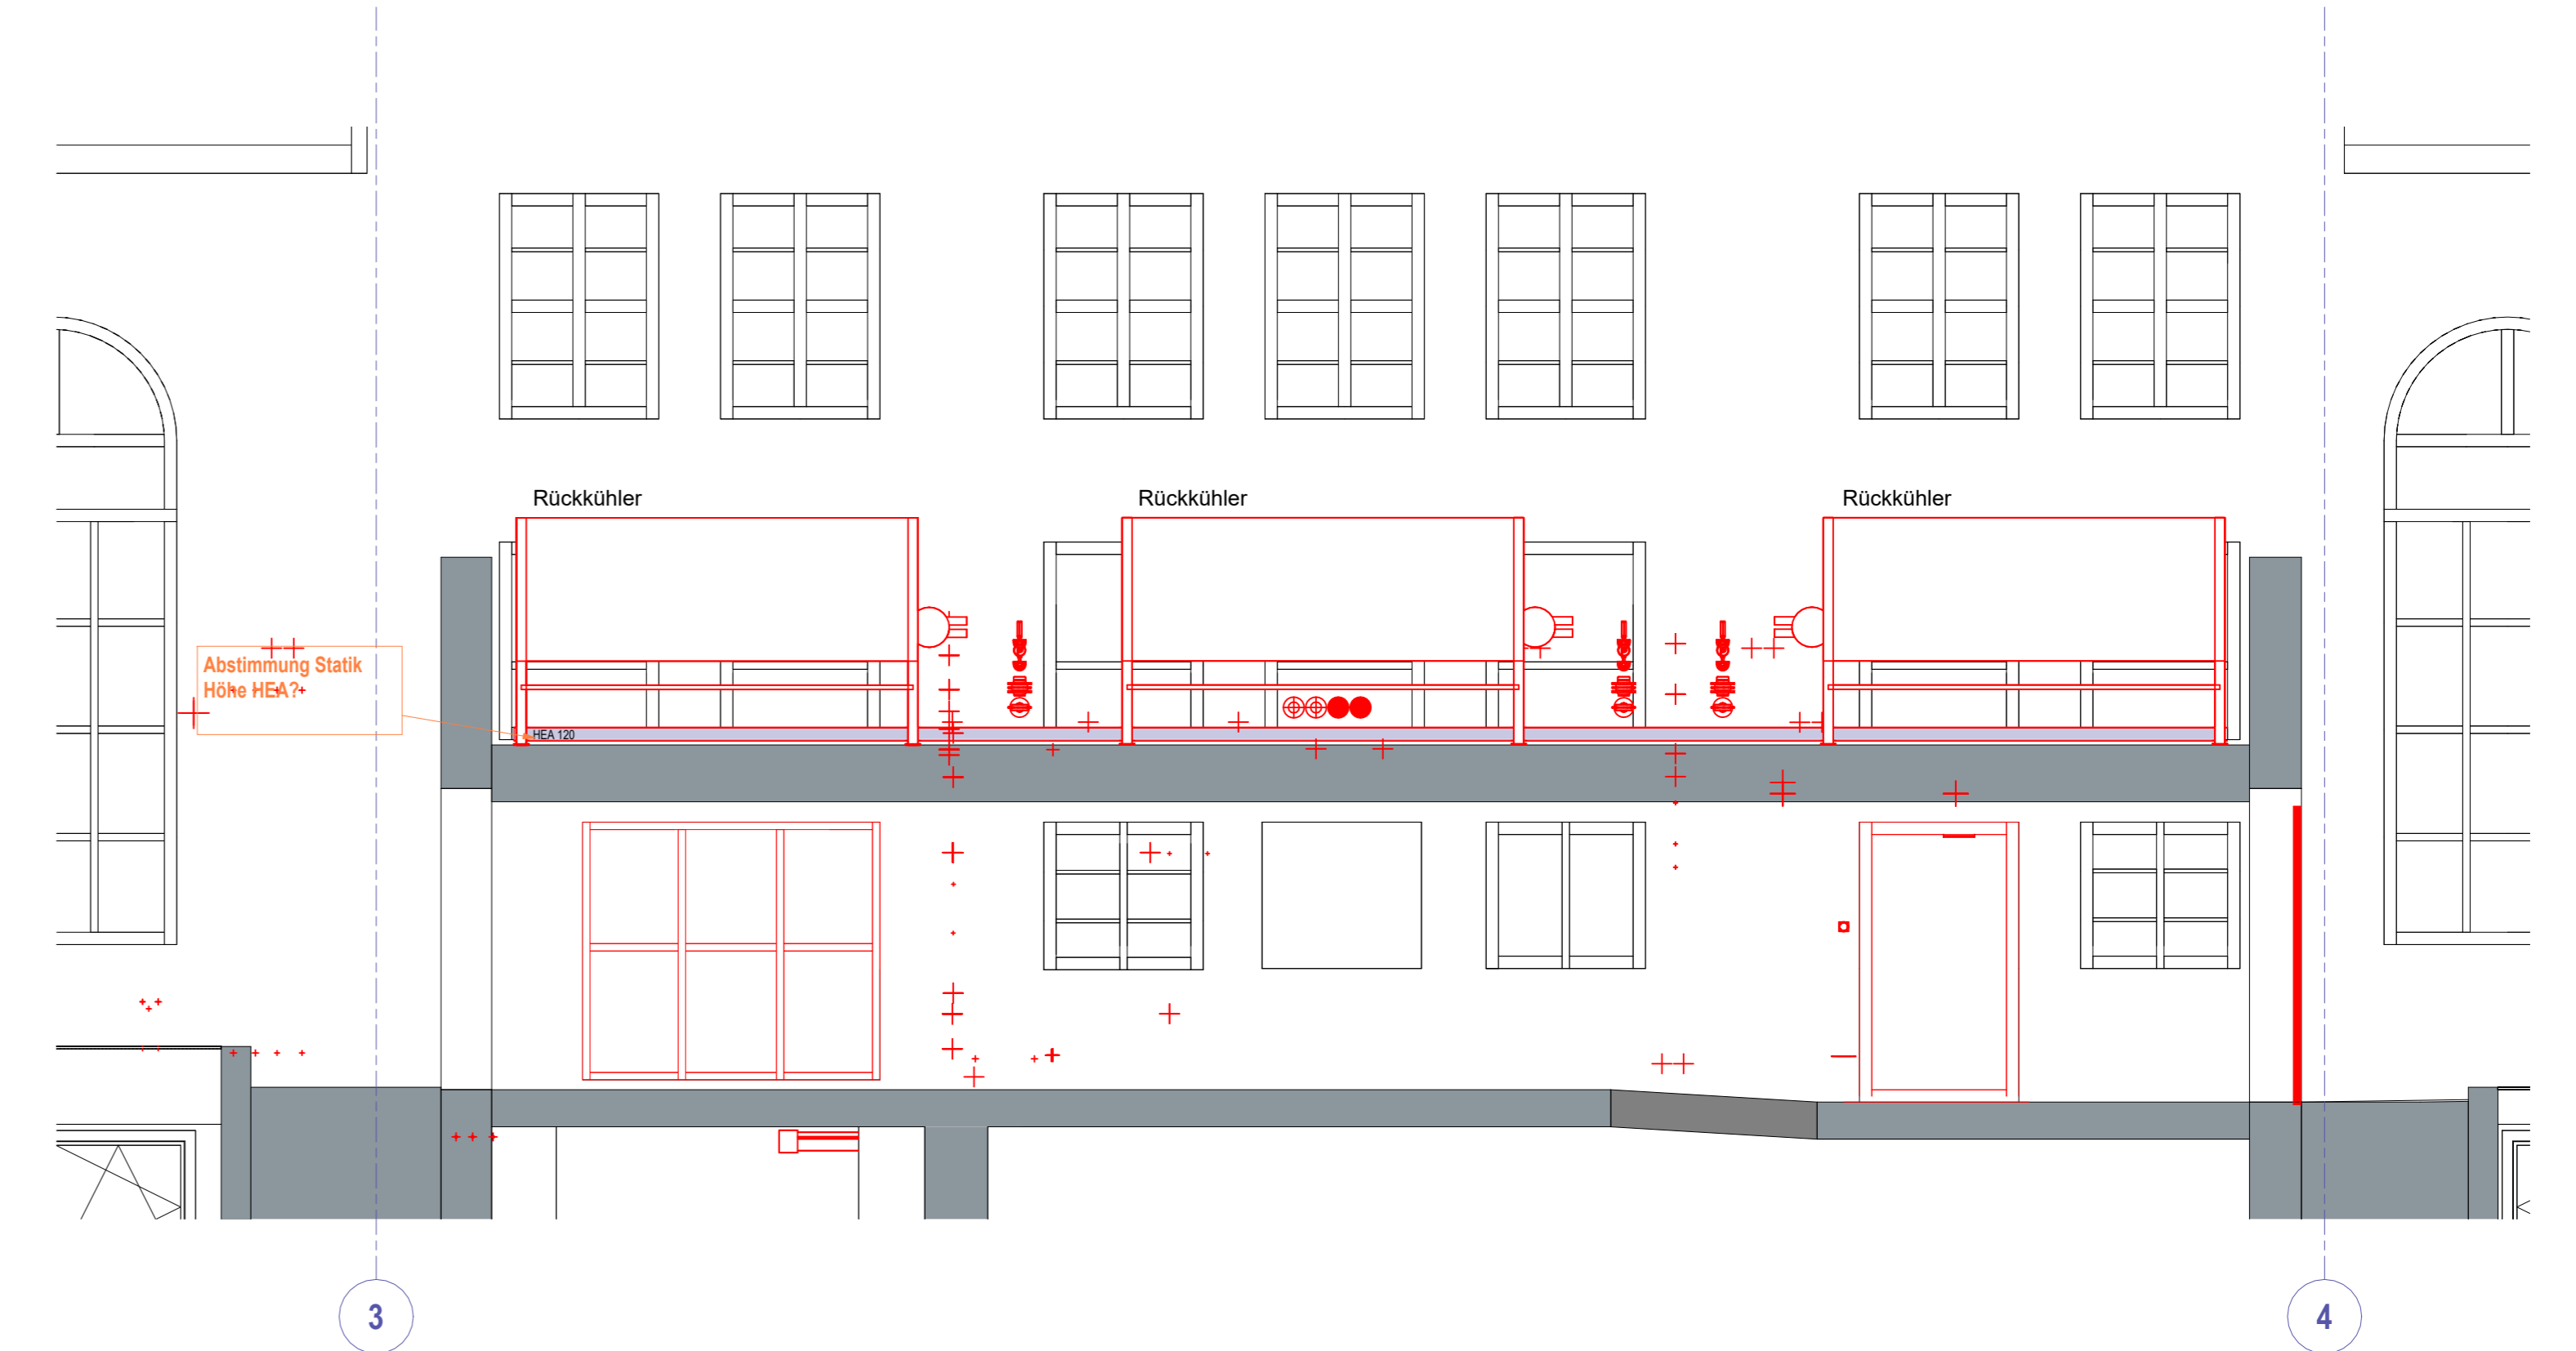 Rückkühler
Rückkühler
Rückkühler
Abstimmung Statik
Höhe HEA?
HEA 120
3
4